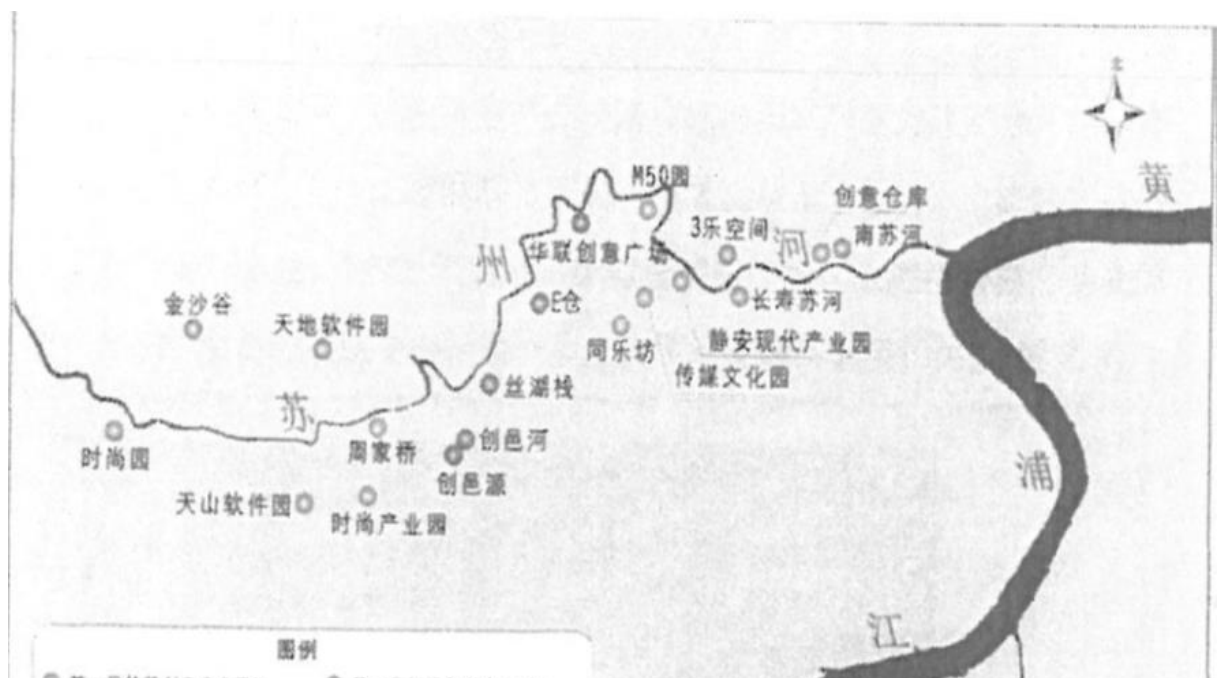 北
黄
M50园
创意仓库
3乐空间
河
南苏河
州
华联创意广场
金沙谷
E仓
长寿苏河
天地软件园
同乐坊
静安现代产业园
传媒文化园
丝湖栈
苏
时尚园
周家桥
创邑河
创邑源
浦
天山软件园
时尚产业园
江
图例